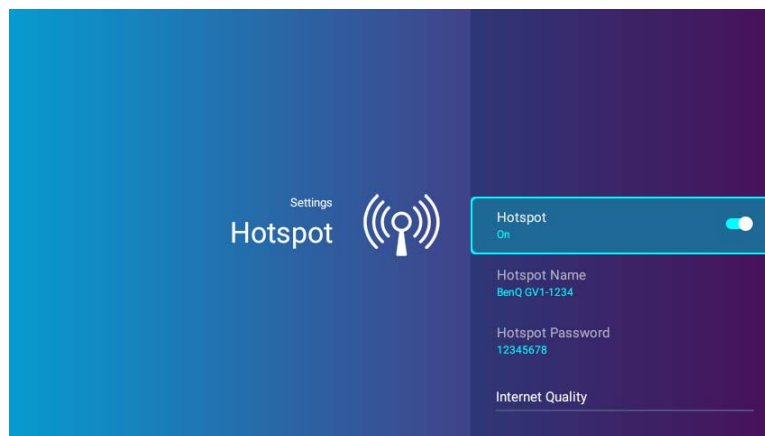 Settings
Hotspot
Hotspot
On
Hotspot Name
BenQ GV1-1234
Hotspot Password
12345678
Internet Quality